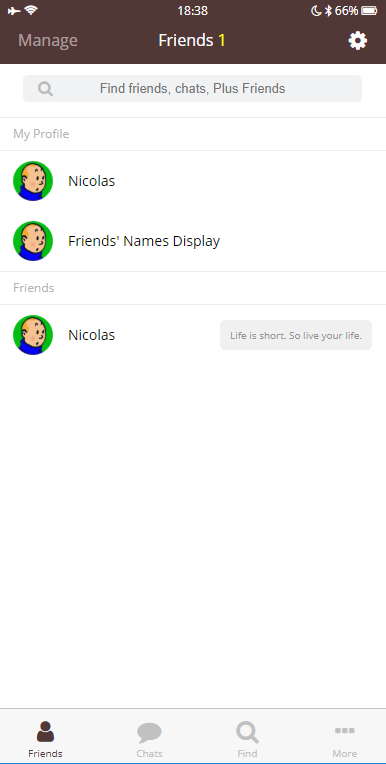 18:38
66%
Manage
Friends 1
Find friends, chats, Plus Friends
My Profile
Nicolas
Friends' Names Display
Friends
Nicolas
Life is short. So live your life.
Friends
Chats
Find
More